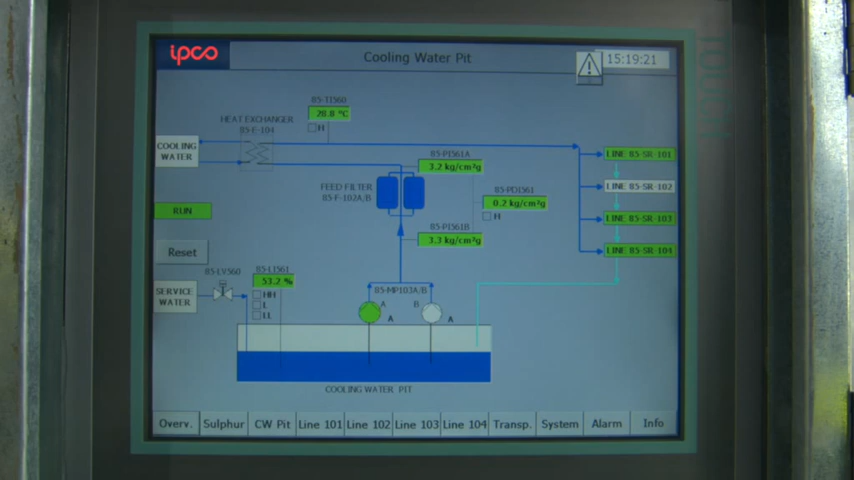 ipco
Cooling Water Pit
15:19:21
85-TI560
28.8 °C
H
HEAT EXCHANGER
85-E-104
COOLING
WATER
85-PI561A
3.2 kg/cm²g
LINE 85-SR-101
FEED FILTER
85-F-102A/B
85-PDI561
0.2 kg/cm²g
H
LINE 85-SR-102
RUN
LINE 85-SR-103
85-PI561B
3.3 kg/cm²g
LINE 85-SR-104
Reset
85-LV560
85-LI561
53.2 %
HH
L
LL
SERVICE
WATER
85-MP103A/B
A
B
A
A
COOLING WATER PIT
Overv. Sulphur CW Pit Line 101 Line 102 Line 103 Line 104 Transp. System Alarm Info
TOUCH